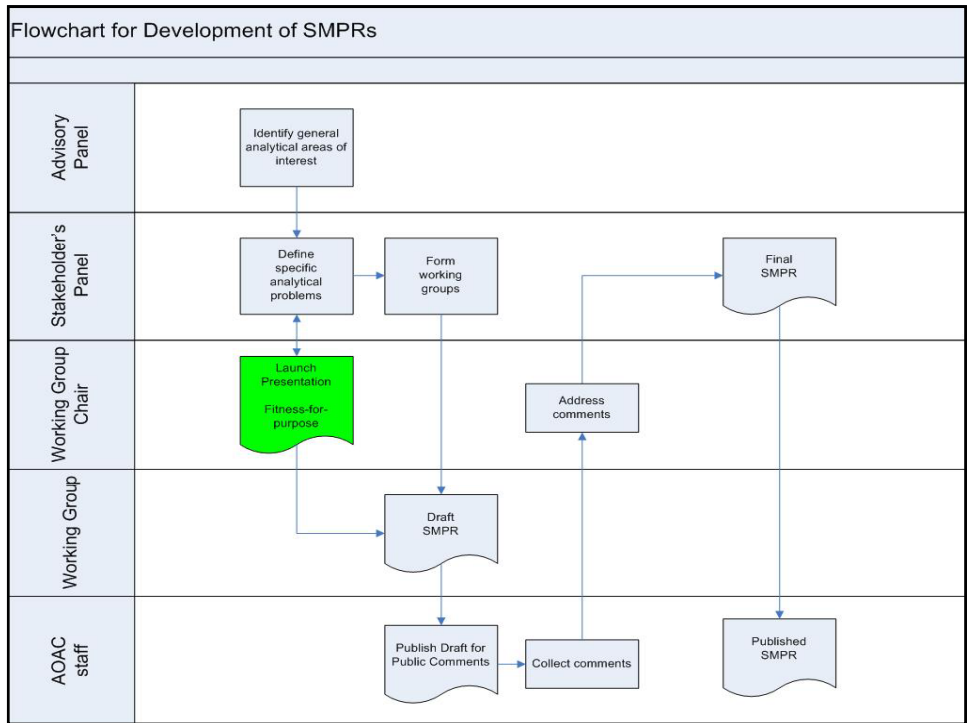 Flowchart for Development of SMPRs
Advisory
Panel
Identify general
analytical areas of
interest
Stakeholder's
Panel
Define
specific
analytical
problems
Form
working
groups
Final
SMPR
Working Group
Chair
Launch
Presentation
Fitness-for-
purpose
Address
comments
Working Group
Draft
SMPR
AOAC
staff
Publish Draft for
Public Comments
Collect comments
Published
SMPR